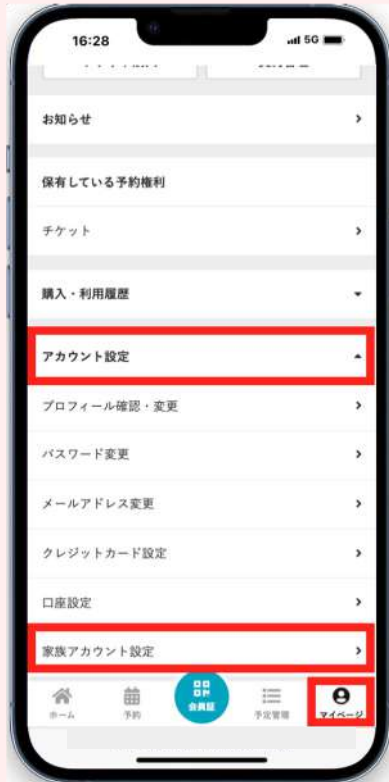 16:28
5G
お知らせ
保有している予約権利
チケット
購入・利用履歴
アカウント設定
プロフィール確認・変更
パスワード変更
メールアドレス変更
クレジットカード設定
口座設定
家族アカウント設定
ホーム
予約
会員証
予定管理
マイページ